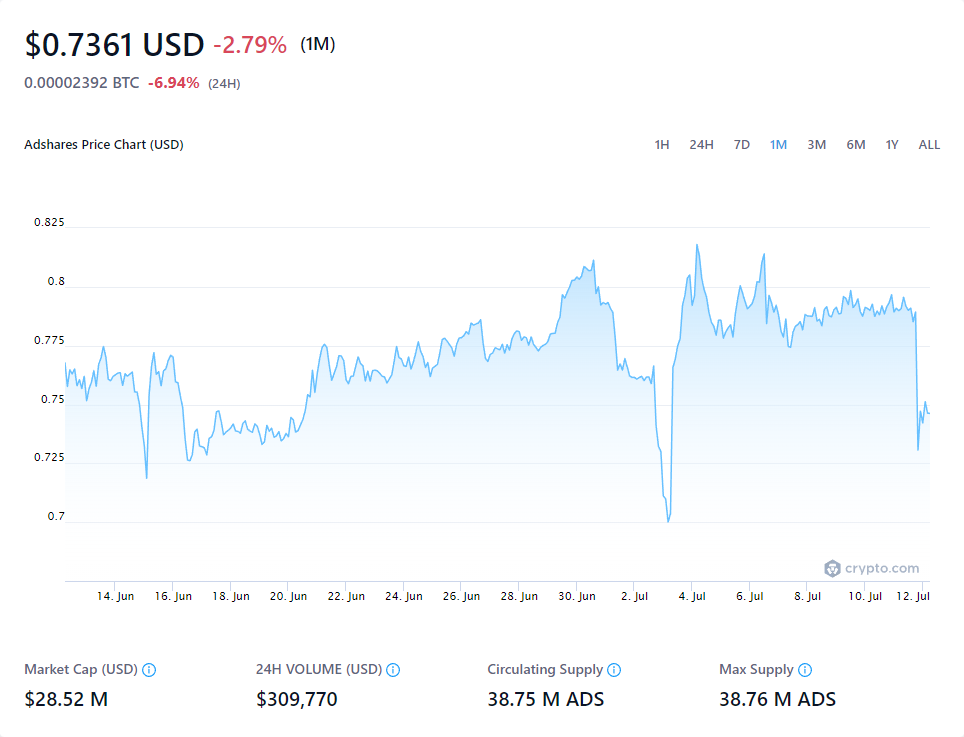 $0.7361 USD -2.79% (1M)
0.00002392 BTC -6.94% (24H)
Adshares Price Chart (USD) 1H 24H 7D 1M 3M 6M 1Y ALL
0.825
0.8
0.775
0.75
0.725
0.7
crypto.com
14. Jun 16. Jun 18. Jun 20. Jun 22. Jun 24. Jun 26. Jun 28. Jun 30. Jun 2. Jul 4. Jul 6. Jul 8. Jul 10. Jul 12. Jul
Market Cap (USD) 24H VOLUME (USD) Circulating Supply Max Supply
$28.52 M $309,770 38.75 M ADS 38.76 M ADS